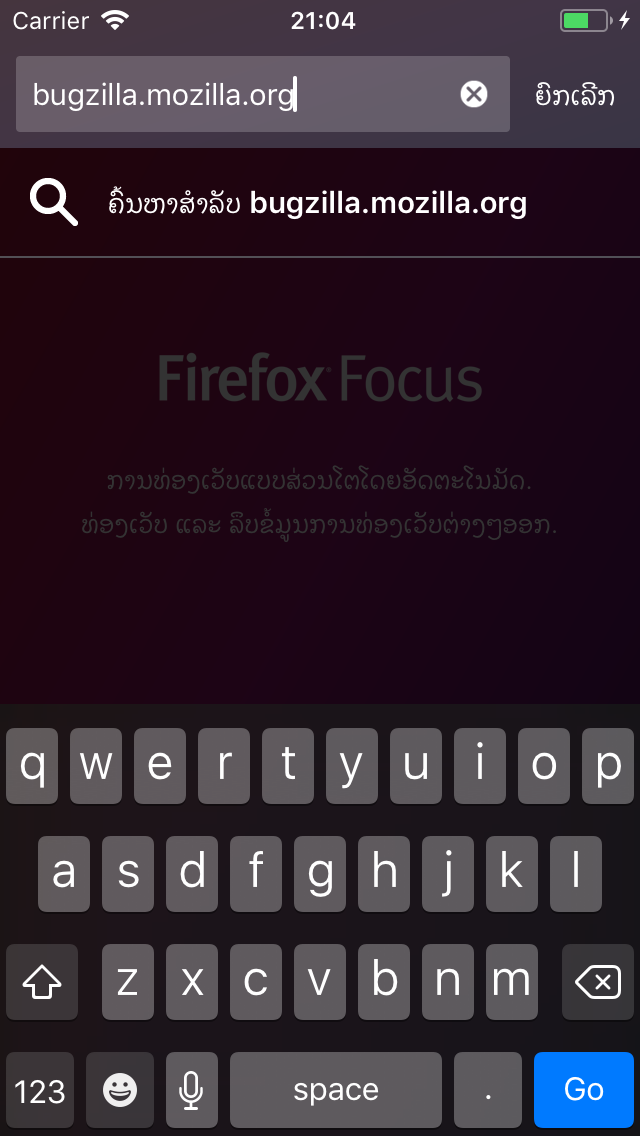 Carrier 21:04
bugzilla.mozilla.org ຍົກເລີກ
ຄົ້ນຫາສຳລັບ bugzilla.mozilla.org
Firefox Focus
ການທ່ອງເວັບແບບສ່ວນໂຕໂດຍອັດຕະໂນມັດ.
ທ່ອງເວັບ ແລະ ລຶບຂໍ້ມູນການທ່ອງເວັບຕ່າງໆອອກ.
q w e r t y u i o p
a s d f g h j k l
z x c v b n m
123 space . Go